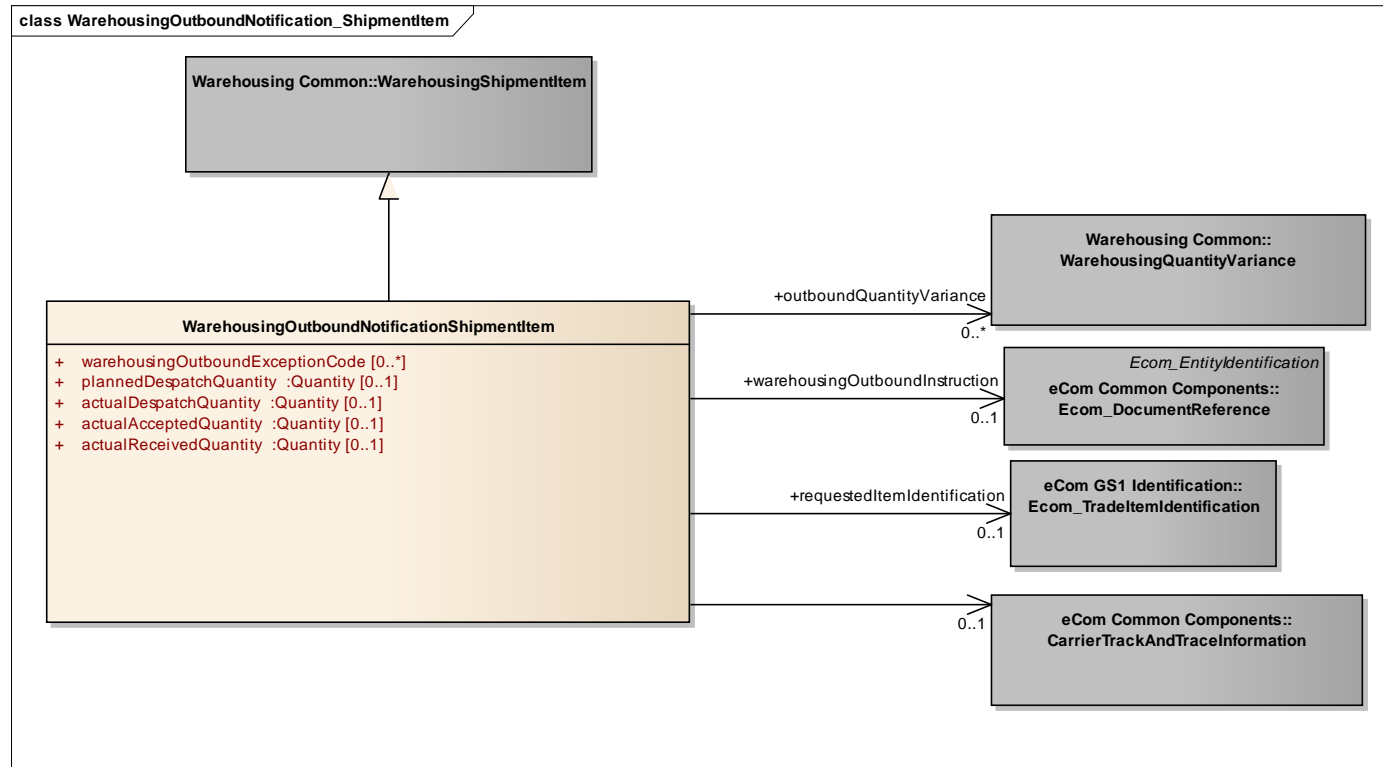 class WarehousingOutboundNotification_ShipmentItem
Warehousing Common::WarehousingShipmentItem
WarehousingOutboundNotificationShipmentItem
+ warehousingOutboundExceptionCode [0..*]
+ plannedDespatchQuantity :Quantity [0..1]
+ actualDespatchQuantity :Quantity [0..1]
+ actualAcceptedQuantity :Quantity [0..1]
+ actualReceivedQuantity :Quantity [0..1]
+outboundQuantityVariance
0..*
Warehousing Common::
WarehousingQuantityVariance
+warehousingOutboundInstruction
0..1
Ecom_EntityIdentification
eCom Common Components::
Ecom_DocumentReference
+requestedItemIdentification
0..1
eCom GS1 Identification::
Ecom_TradeItemIdentification
0..1
eCom Common Components::
CarrierTrackAndTraceInformation